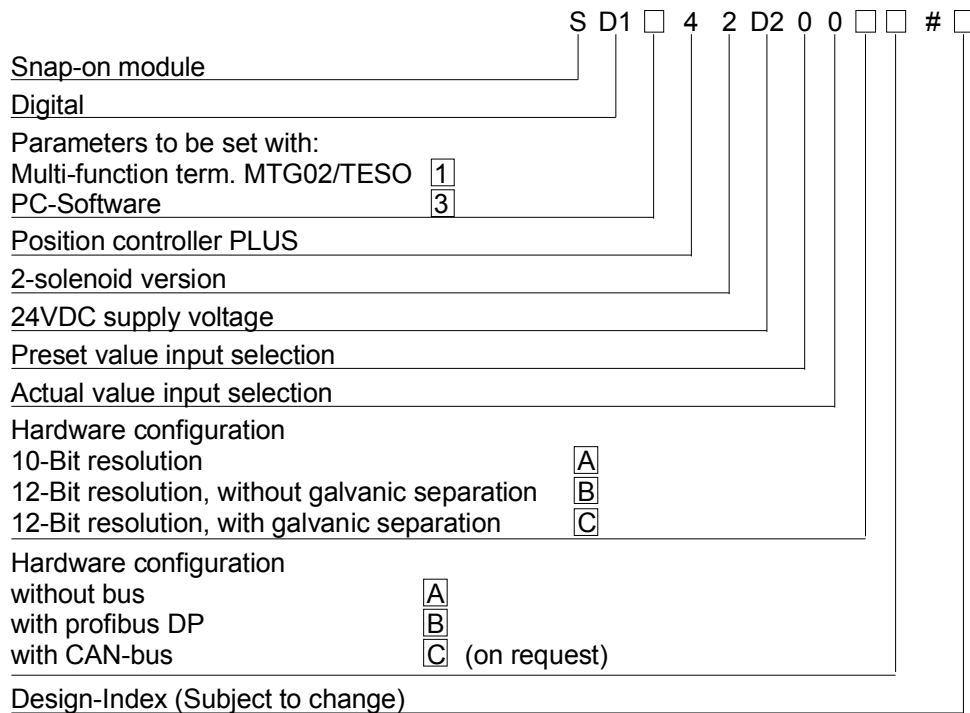 S D1 □ 4 2 D2 0 0 □ □ # □
Snap-on module
Digital
Parameters to be set with:
Multi-function term. MTG02/TESO 1
PC-Software 3
Position controller PLUS
2-solenoid version
24VDC supply voltage
Preset value input selection
Actual value input selection
Hardware configuration
10-Bit resolution A
12-Bit resolution, without galvanic separation B
12-Bit resolution, with galvanic separation C
Hardware configuration
without bus A
with profibus DP B
with CAN-bus C (on request)
Design-Index (Subject to change)